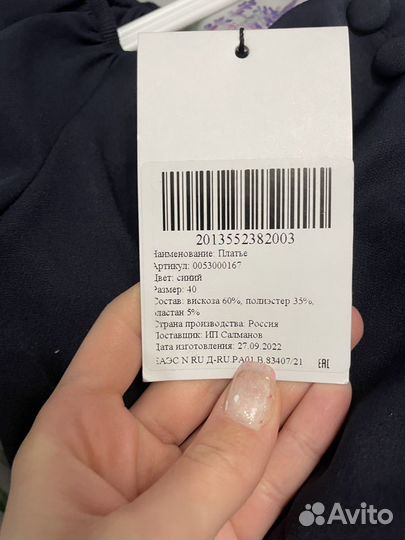 2013552382003
Наименование: Платье
Артикул: 0053000167
Цвет: синий
Размер: 40
Состав: вискоза 60%, полиэстер 35%,
эластан 5%
Страна производства: Россия
Поставщик: ИП Салманов
Дата изготовления: 27.09.2022
ЕАЭС N RU Д-RU.РА01.В.83407/21
EAC
Avito